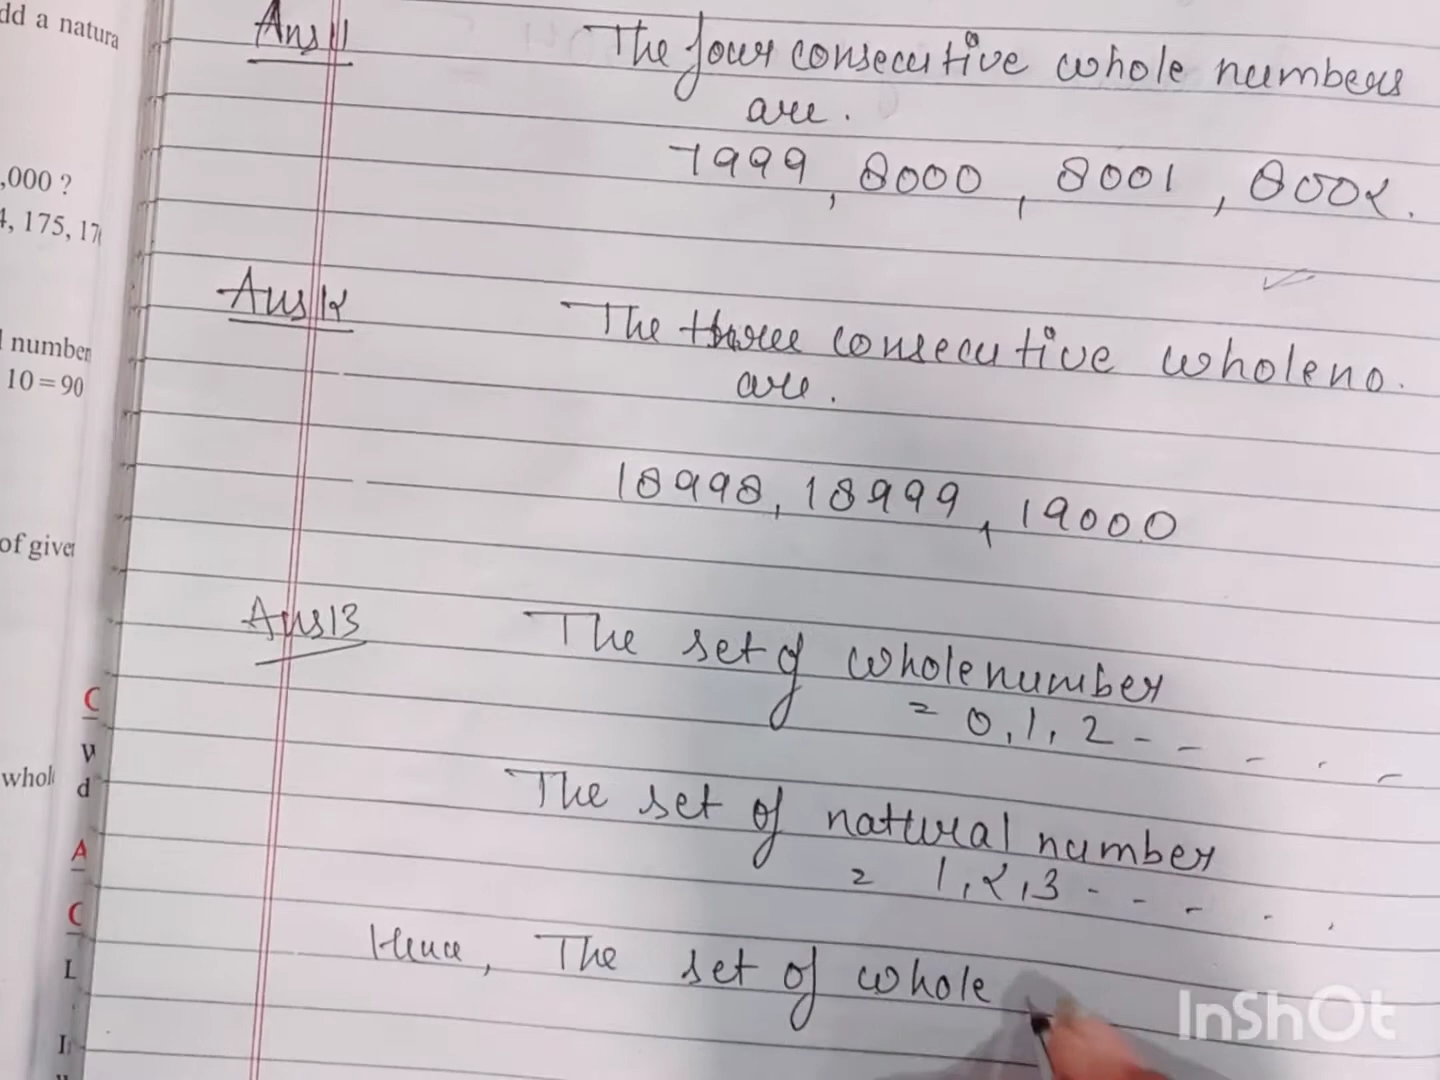 dd a natura
,000 ?
4, 175, 17
number
10=90
of give
whol
C
w
d
A
C
L
Ans 11 The four consecutive whole numbers
are.
7999, 8000, 8001, 8002.
Ans 12 The three consecutive whole no.
are.
18998, 18999, 19000
Ans 13 The set of whole number
= 0, 1, 2 - - - - -
The set of natural number
= 1, 2, 3 - - - - -
Hence, The set of whole
InShOt